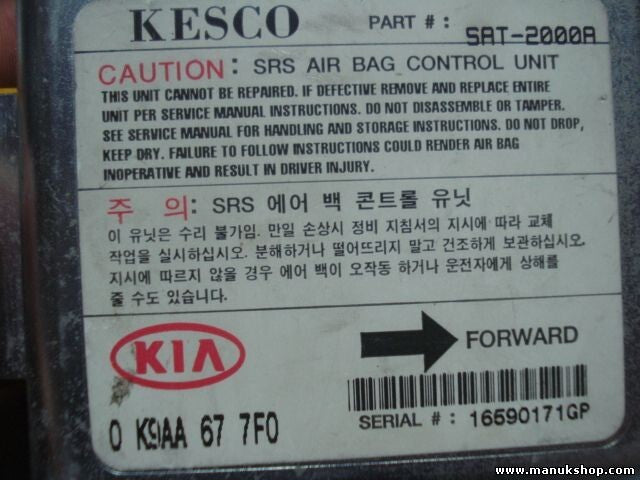 KESCO PART # : SAT-2000A
CAUTION : SRS AIR BAG CONTROL UNIT
THIS UNIT CANNOT BE REPAIRED. IF DEFECTIVE REMOVE AND REPLACE ENTIRE
UNIT PER SERVICE MANUAL INSTRUCTIONS. DO NOT DISASSEMBLE OR TAMPER.
SEE SERVICE MANUAL FOR HANDLING AND STORAGE INSTRUCTIONS. DO NOT DROP,
KEEP DRY. FAILURE TO FOLLOW INSTRUCTIONS COULD RENDER AIR BAG
INOPERATIVE AND RESULT IN DRIVER INJURY.
주 의: SRS 에어 백 콘트롤 유닛
이 유닛은 수리 불가임. 만일 손상시 정비 지침서의 지시에 따라 교체
작업을 실시하십시오. 분해하거나 떨어뜨리지 말고 건조하게 보관하십시오.
지시에 따르지 않을 경우 에어 백이 오작동 하거나 운전자에게 상해를
줄 수도 있습니다.
KIA
FORWARD
0 K9AA 67 7F0
SERIAL # : 16590171GP
www.manukshop.com